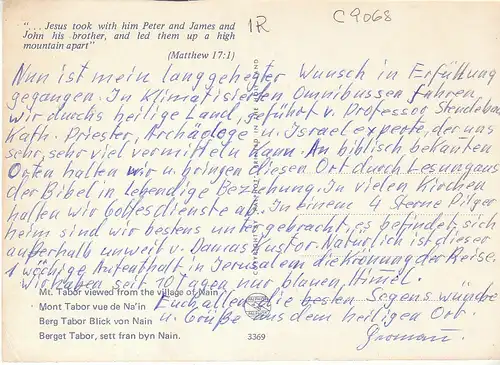 "...Jesus took with him Peter and James and
John his brother, and led them up a high
mountain apart"
(Matthew 17:1)
1R
C9068
Nun ist mein langgehegter Wunsch in Erfüllung
gegangen. In Klimatisierten Omnibussen fahren
wir durchs heilige Land, geführt v. Professor
Kath. Priester, Archäologe u. Israelexperte, der uns
sehr, sehr viel vermitteln kann. An biblisch bekanten
Orten halten wir u. bringen diesen Ort durch Lesung aus
der Bibel in lebendige Beziehung. In vielen Kirchen
halten wir Gottesdienste ab. In einem 4 Sterne Pilger
heim sind wir bestens untergebracht, es befindet sich
außerhalb unweit v. Damaskustor. Natürlich ist dieser
1 wöchige Aufenthalt in Jerusalem die Krönung der Reise.
Wir haben seit 10 Tagen nur blauen Himmel.
Euch allen die besten Segenswünsche
u. Grüße aus dem heiligen Ort.
Mt. Tabor viewed from the village of Nain
Mont Tabor vue de Na'in
Berg Tabor Blick von Nain
Berget Tabor, sett fran byn Nain.
3369